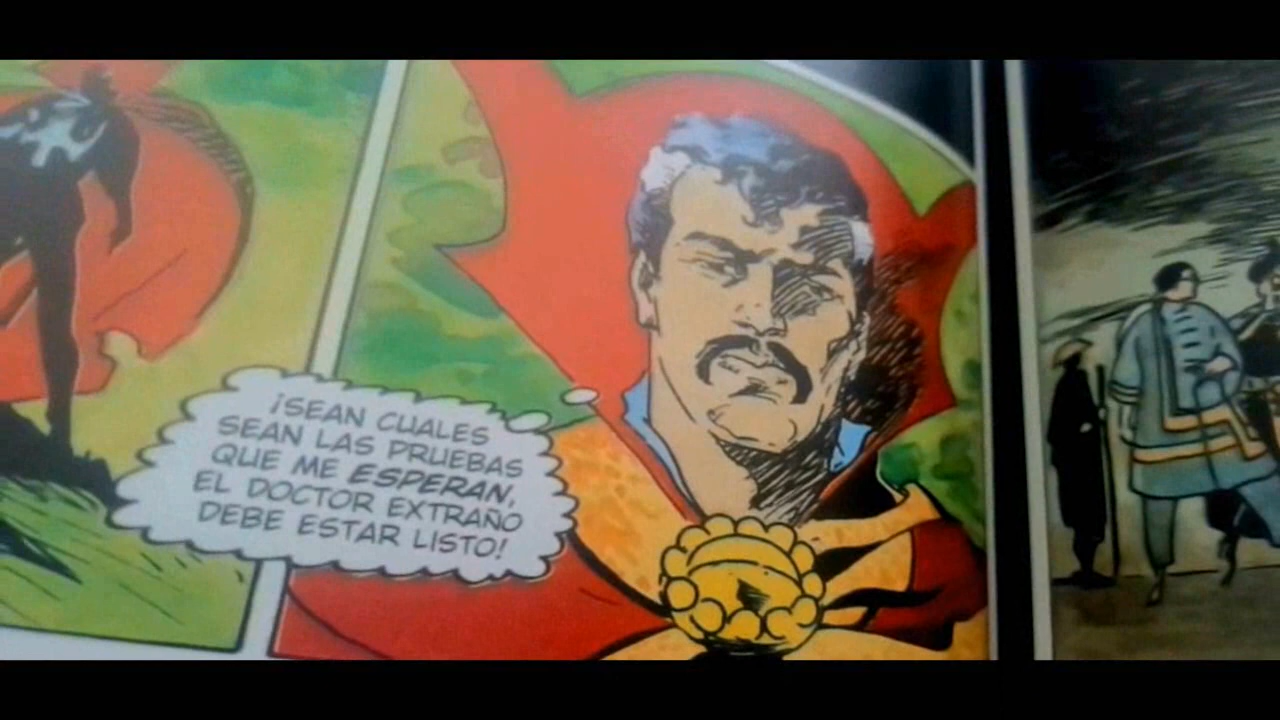 ¡SEAN CUALES
SEAN LAS PRUEBAS
QUE ME ESPERAN,
EL DOCTOR EXTRAÑO
DEBE ESTAR LISTO!